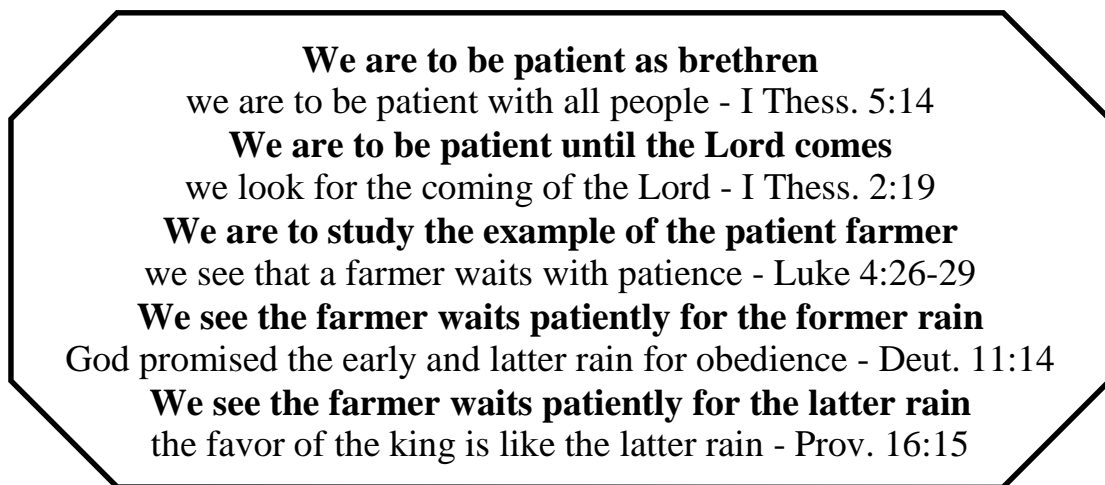 We are to be patient as brethren
we are to be patient with all people - I Thess. 5:14
We are to be patient until the Lord comes
we look for the coming of the Lord - I Thess. 2:19
We are to study the example of the patient farmer
we see that a farmer waits with patience - Luke 4:26-29
We see the farmer waits patiently for the former rain
God promised the early and latter rain for obedience - Deut. 11:14
We see the farmer waits patiently for the latter rain
the favor of the king is like the latter rain - Prov. 16:15